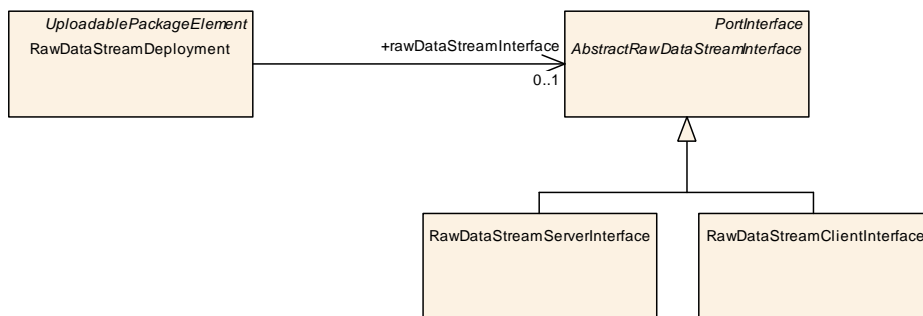 UploadablePackageElement
RawDataStreamDeployment
+rawDataStreamInterface
0..1
PortInterface
AbstractRawDataStreamInterface
RawDataStreamServerInterface
RawDataStreamClientInterface